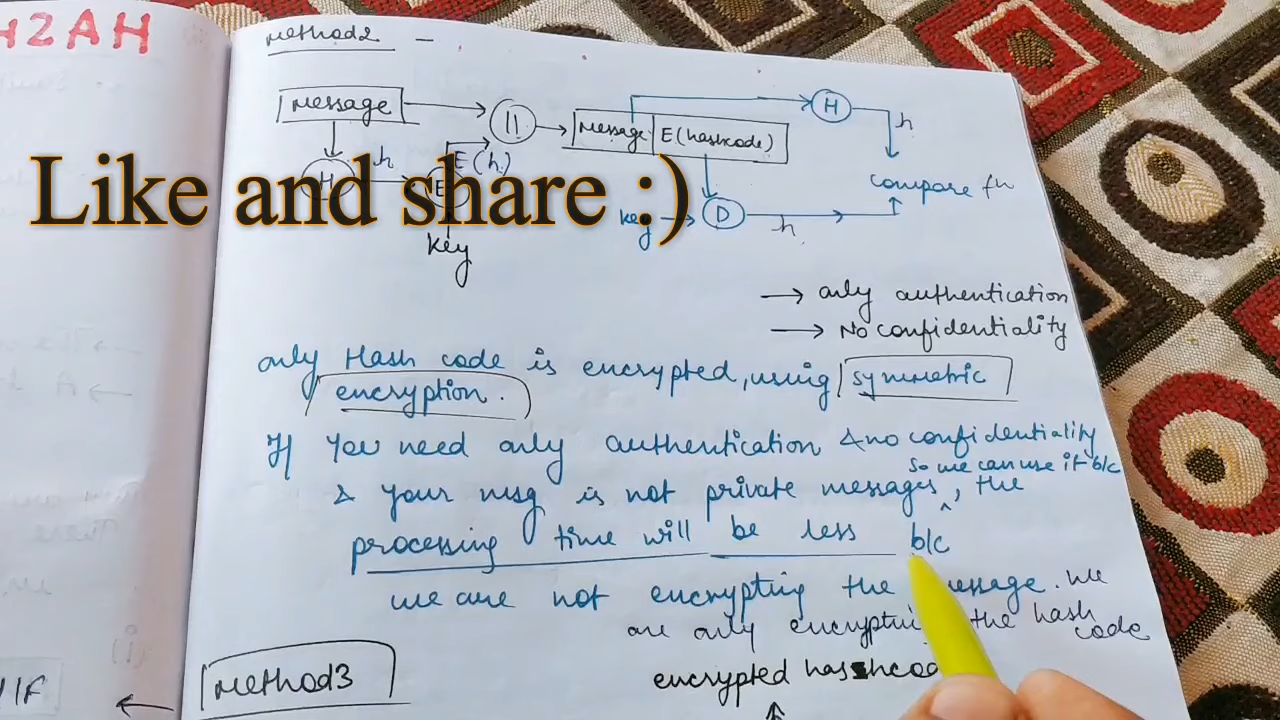 H2AH
Method2 -
Message
||
Message E(hashcode)
H
h
h
E(h)
H
E
key
key
D
h
compare
Like and share :)
→ only authentication
→ No confidentiality
only Hash code is encrypted, using symmetric
encryption.
If You need only authentication & no confidentiality
so we can use it b/c
& your msg is not private messages, the
processing time will be less b/c
we are not encrypting the message. we
are only encrypting the hash
code
encrypted hashcod
Method3